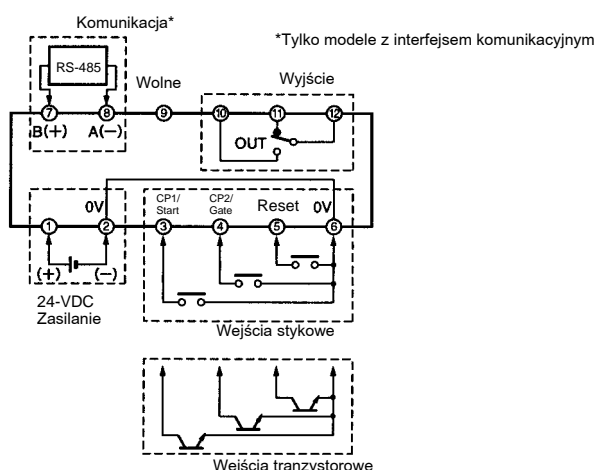 Komunikacja*
*Tylko modele z interfejsem komunikacyjnym
RS-485
Wolne
Wyjście
7 8 9 10 11 12
B(+) A(−)
OUT
0V
CP1/
Start
CP2/
Gate
Reset
0V
1 2 3 4 5 6
(+) (−)
24-VDC
Zasilanie
Wejścia stykowe
Wejścia tranzystorowe